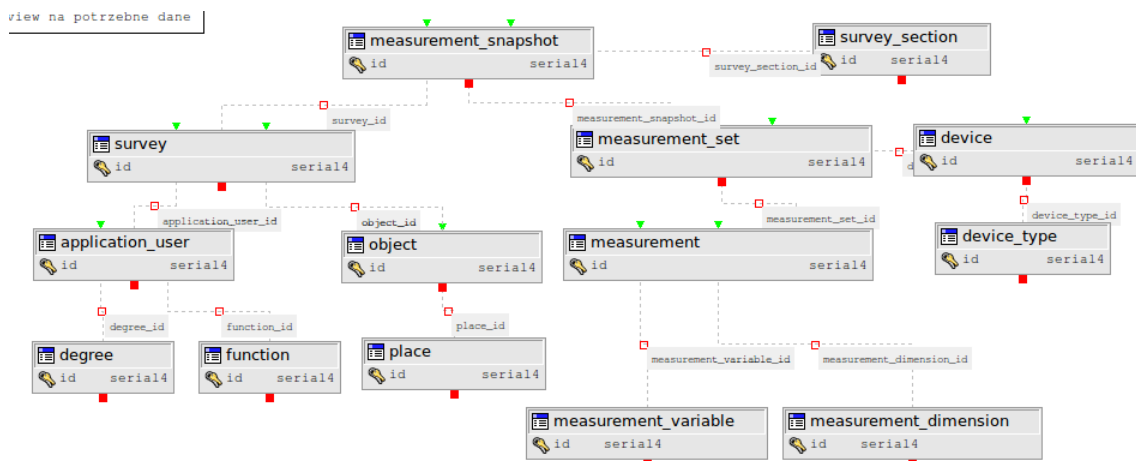 view na potrzebne dane
measurement_snapshot
id serial4
survey_section
id serial4
survey_section_id
survey_id
measurement_snapshot_id
survey
id serial4
measurement_set
id serial4
device
id serial4
application_user_id
object_id
measurement_set_id
device_type_id
application_user
id serial4
object
id serial4
measurement
id serial4
device_type
id serial4
degree_id
function_id
place_id
degree
id serial4
function
id serial4
place
id serial4
measurement_variable_id
measurement_dimension_id
measurement_variable
id serial4
measurement_dimension
id serial4